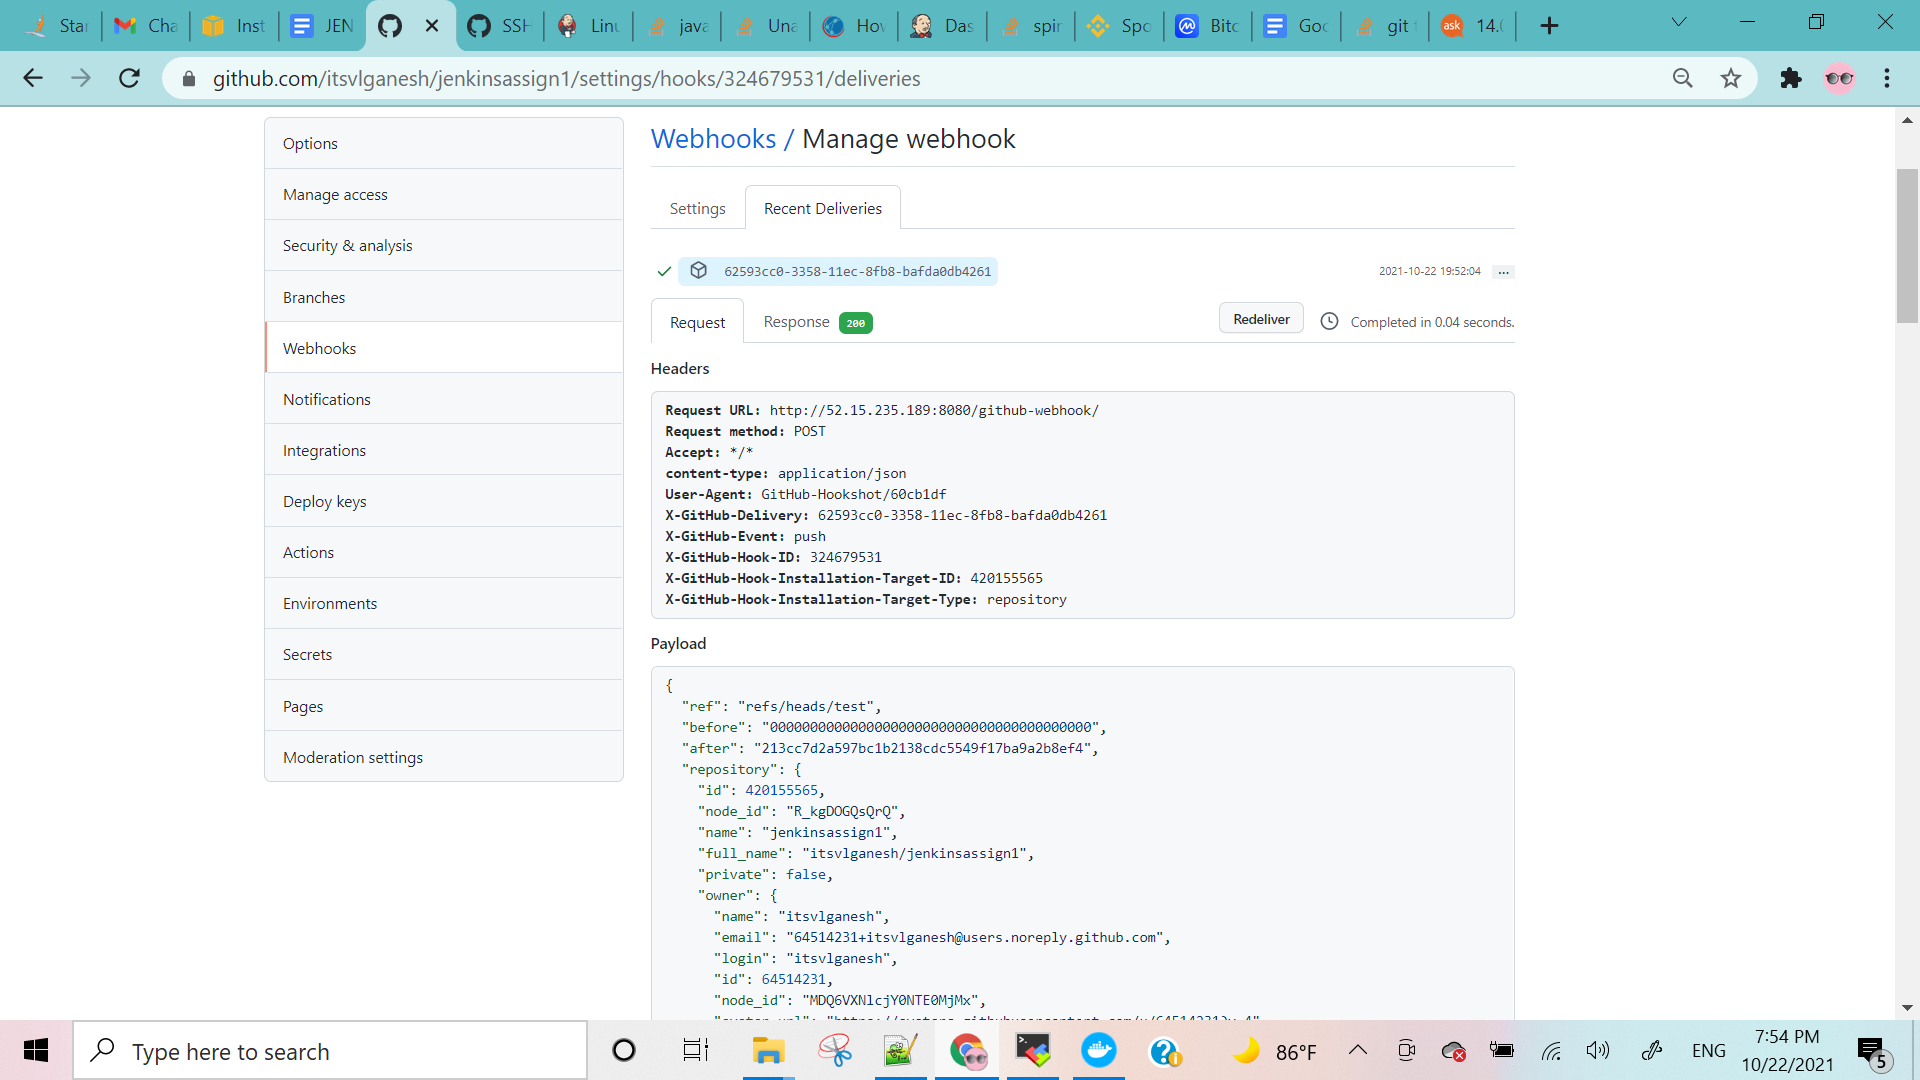 Star
Cha
Inst
JEN
SSH
Linu
java
Una
How
Das
sprin
Spo
Bitc
Goo
git
14.
github.com/itsvlganesh/jenkinsassign1/settings/hooks/324679531/deliveries
Options
Manage access
Security & analysis
Branches
Webhooks
Notifications
Integrations
Deploy keys
Actions
Environments
Secrets
Pages
Moderation settings
Webhooks / Manage webhook
Settings
Recent Deliveries
62593cc0-3358-11ec-8fb8-bafda0db4261
2021-10-22 19:52:04
...
Request
Response 200
Redeliver
Completed in 0.04 seconds.
Headers
Request URL: http://52.15.235.189:8080/github-webhook/
Request method: POST
Accept: */*
content-type: application/json
User-Agent: GitHub-Hookshot/60cb1df
X-GitHub-Delivery: 62593cc0-3358-11ec-8fb8-bafda0db4261
X-GitHub-Event: push
X-GitHub-Hook-ID: 324679531
X-GitHub-Hook-Installation-Target-ID: 420155565
X-GitHub-Hook-Installation-Target-Type: repository
Payload
{
"ref": "refs/heads/test",
"before": "0000000000000000000000000000000000000000",
"after": "213cc7d2a597bc1b2138cdc5549f17ba9a2b8ef4",
"repository": {
"id": 420155565,
"node_id": "R_kgDOGQsQrQ",
"name": "jenkinsassign1",
"full_name": "itsvlganesh/jenkinsassign1",
"private": false,
"owner": {
"name": "itsvlganesh",
"email": "64514231+itsvlganesh@users.noreply.github.com",
"login": "itsvlganesh",
"id": 64514231,
"node_id": "MDQ6VXNlcjY0NTE0MjMx",
Type here to search
86°F
ENG
7:54 PM
10/22/2021
5